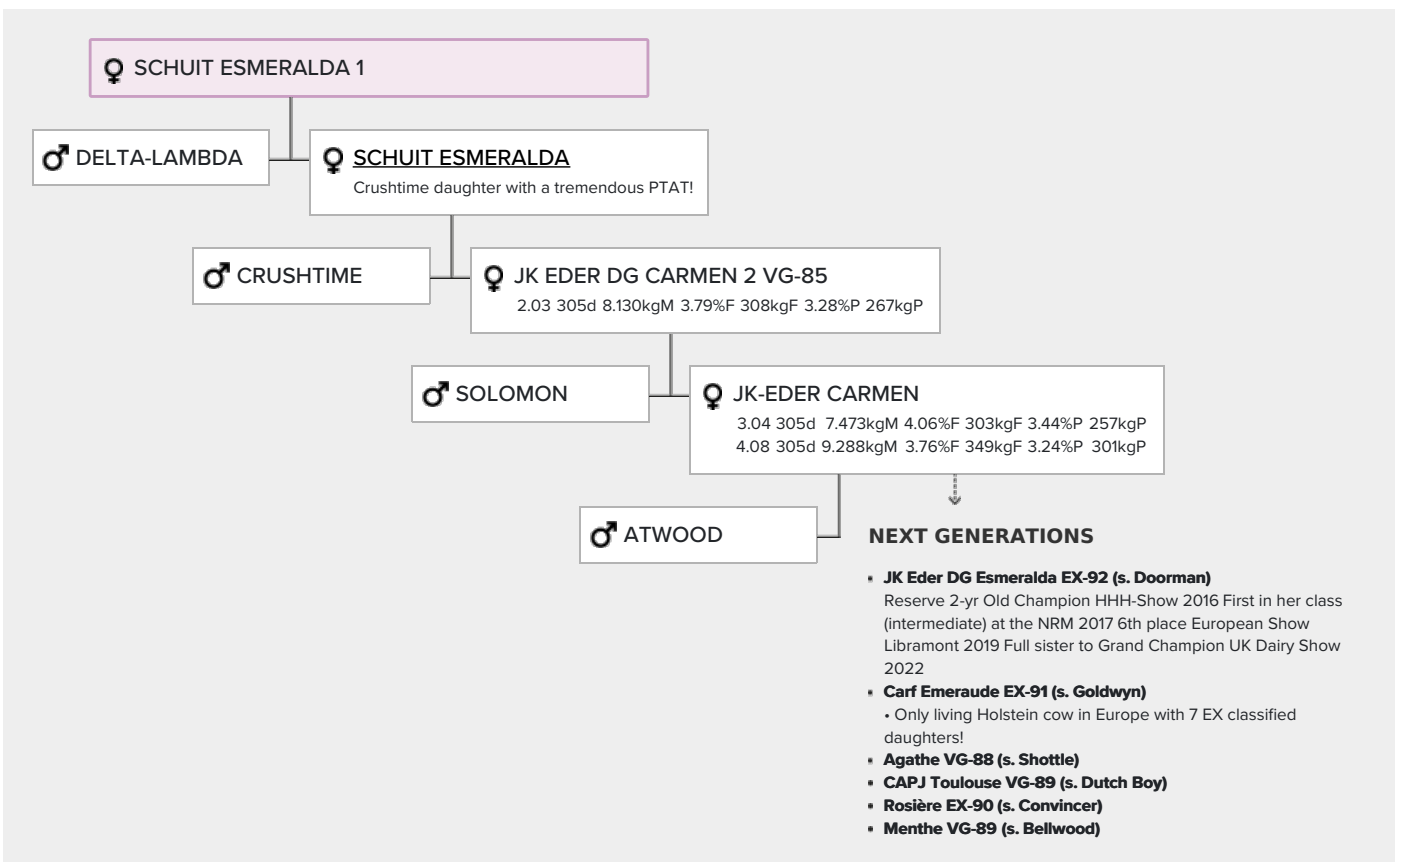 SCHUIT ESMERALDA 1
DELTA-LAMBDA
SCHUIT ESMERALDA
Crushtime daughter with a tremendous PTAT!
CRUSHTIME
JK EDER DG CARMEN 2 VG-85
2.03 305d 8.130kgM 3.79%F 308kgF 3.28%P 267kgP
SOLOMON
JK-EDER CARMEN
3.04 305d 7.473kgM 4.06%F 303kgF 3.44%P 257kgP
4.08 305d 9.288kgM 3.76%F 349kgF 3.24%P 301kgP
ATWOOD
NEXT GENERATIONS
JK Eder DG Esmeralda EX-92 (s. Doorman)
Reserve 2-yr Old Champion HHH-Show 2016 First in her class
(intermediate) at the NRM 2017 6th place European Show
Libramont 2019 Full sister to Grand Champion UK Dairy Show
2022
Carf Emeraude EX-91 (s. Goldwyn)
• Only living Holstein cow in Europe with 7 EX classified
daughters!
Agathe VG-88 (s. Shottle)
CAPJ Toulouse VG-89 (s. Dutch Boy)
Rosière EX-90 (s. Convincer)
Menthe VG-89 (s. Bellwood)